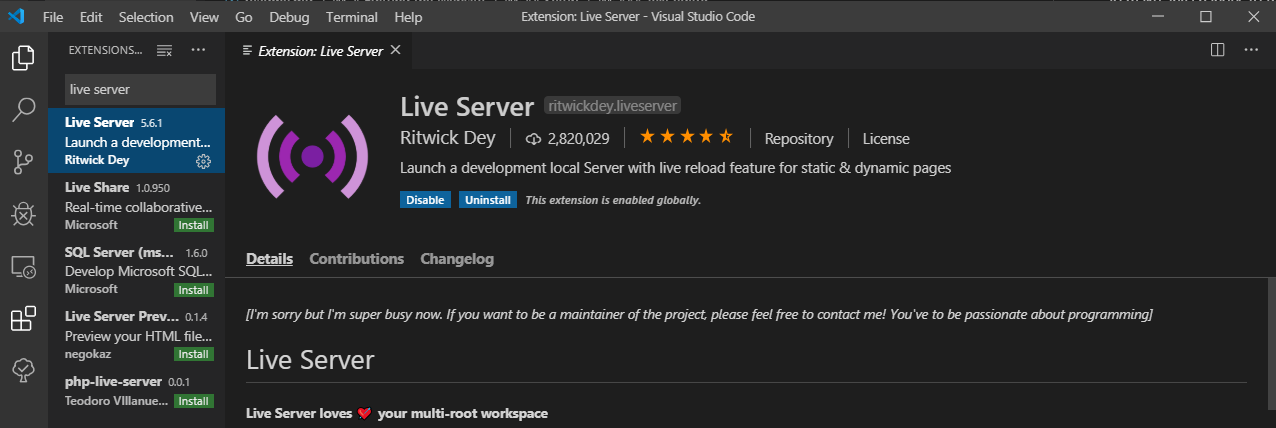 File Edit Selection View Go Debug Terminal Help Extension: Live Server - Visual Studio Code
EXTENSIONS...
Extension: Live Server
live server
Live Server 5.6.1
Launch a development...
Ritwick Dey
Live Share 1.0.950
Real-time collaborative...
Microsoft Install
SQL Server (ms... 1.6.0
Develop Microsoft SQL...
Microsoft Install
Live Server Prev... 0.1.4
Preview your HTML file...
negokaz Install
php-live-server 0.0.1
Teodoro VIllanue... Install
Live Server ritwickdey.liveserver
Ritwick Dey 2,820,029 Repository License
Launch a development local Server with live reload feature for static & dynamic pages
Disable Uninstall This extension is enabled globally.
Details Contributions Changelog
[I'm sorry but I'm super busy now. If you want to be a maintainer of the project, please feel free to contact me! You've to be passionate about programming]
Live Server
Live Server loves ❤️ your multi-root workspace